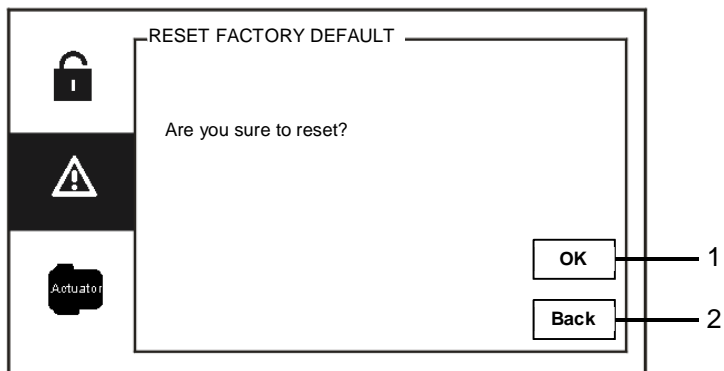 RESET FACTORY DEFAULT
Are you sure to reset?
Actuator
OK
1
Back
2